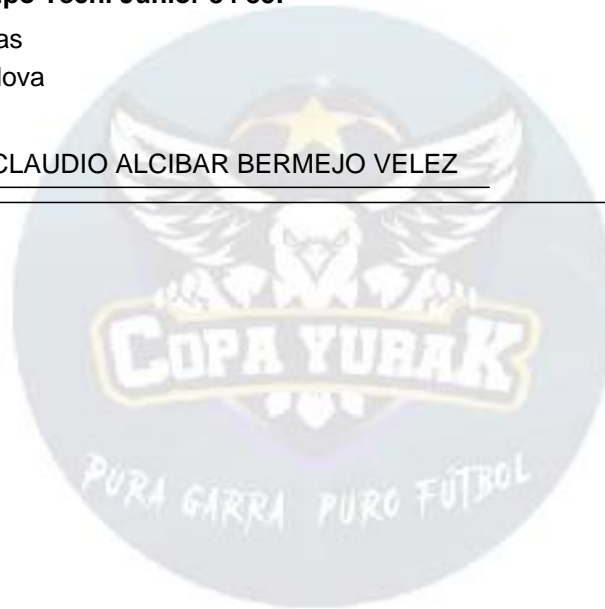 as
lova
CLAUDIO ALCIBAR BERMEJO VELEZ
COPA YURAK
PURA GARRA PURO FÚTBOL